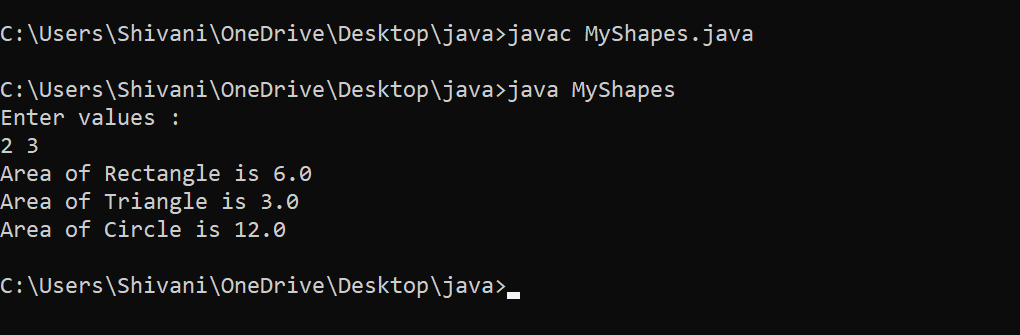 C:\Users\Shivani\OneDrive\Desktop\java>javac MyShapes.java
C:\Users\Shivani\OneDrive\Desktop\java>java MyShapes
Enter values :
2 3
Area of Rectangle is 6.0
Area of Triangle is 3.0
Area of Circle is 12.0
C:\Users\Shivani\OneDrive\Desktop\java>